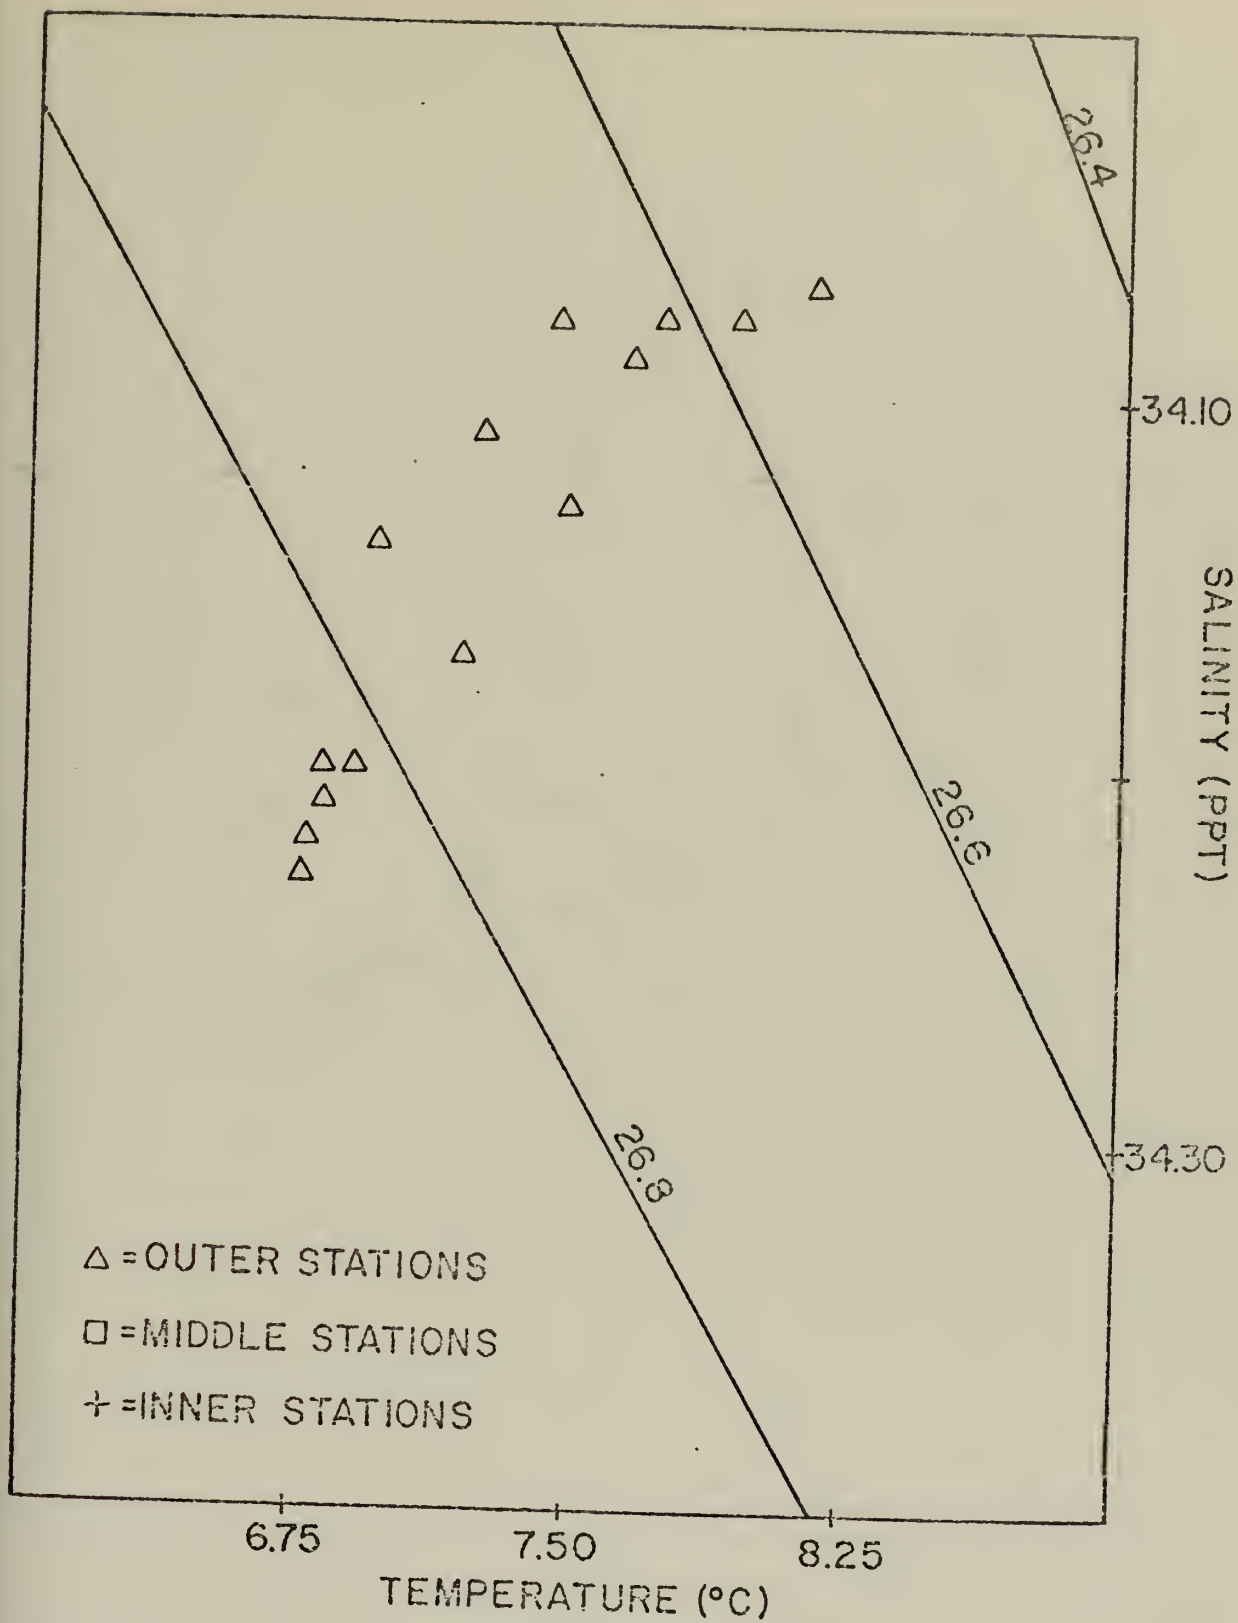 26.4
34.10
SALINITY (PPT)
26.6
26.8
34.30
△ = OUTER STATIONS
□ = MIDDLE STATIONS
+ = INNER STATIONS
6.75 7.50 8.25
TEMPERATURE (°C)